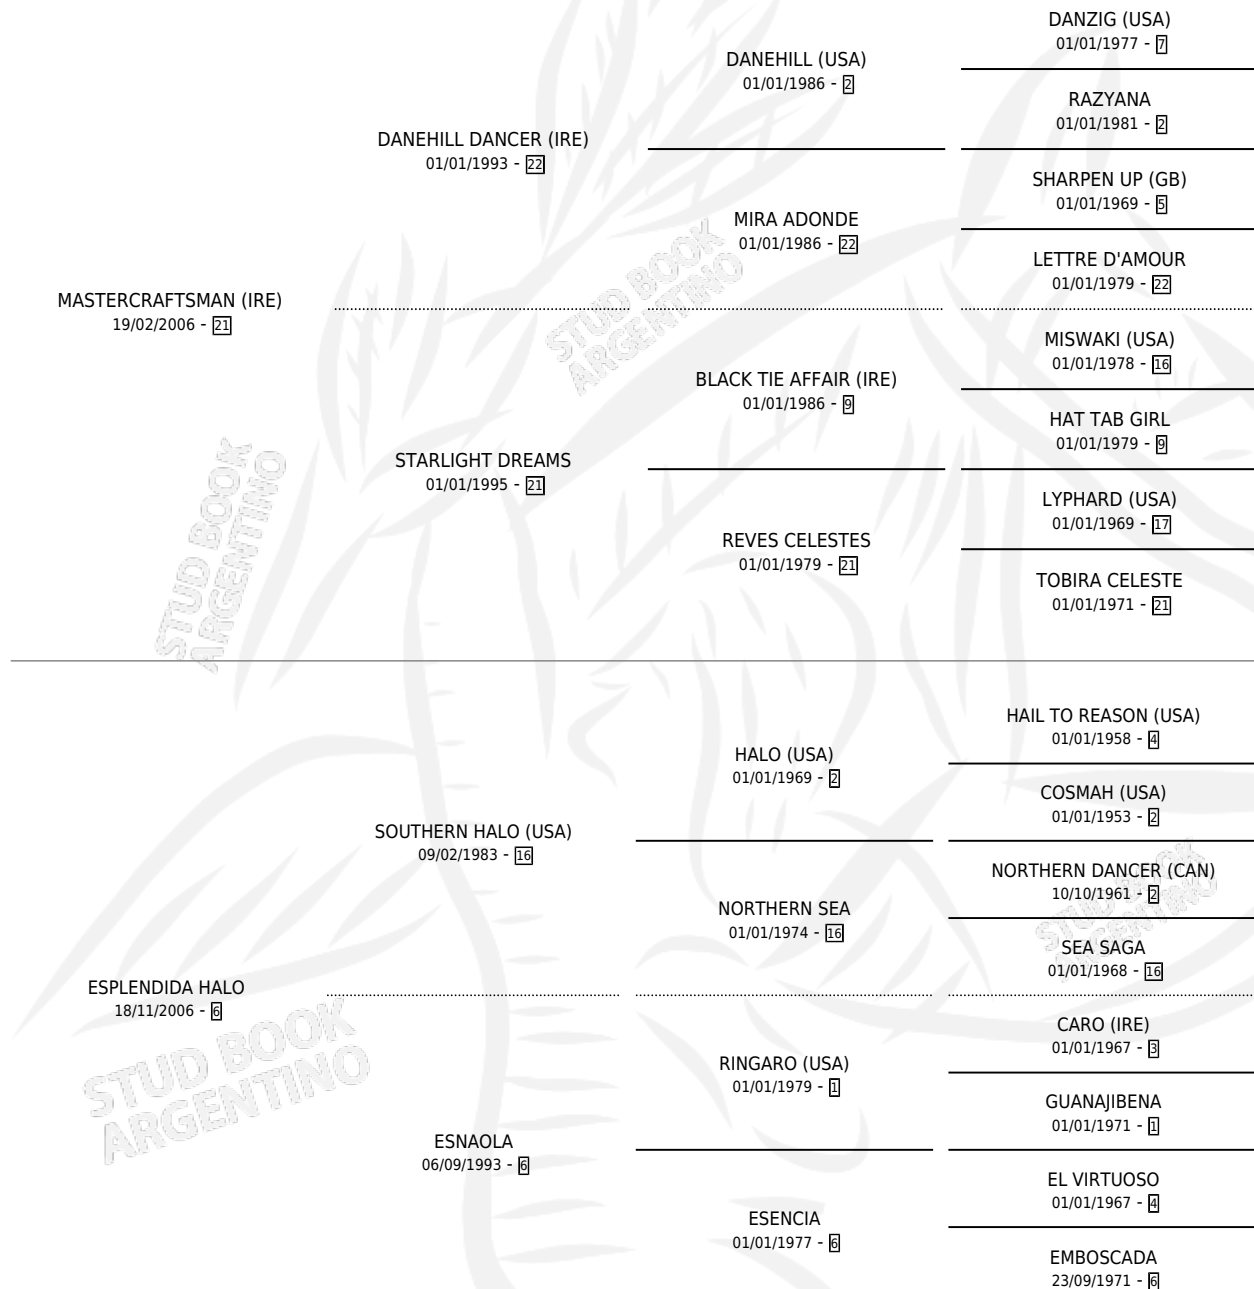 DANZIG (USA)
01/01/1977 - 7
DANEHILL (USA)
01/01/1986 - 2
RAZYANA
01/01/1981 - 2
DANEHILL DANCER (IRE)
01/01/1993 - 22
SHARPEN UP (GB)
01/01/1969 - 5
MIRA ADONDE
01/01/1986 - 22
LETTRE D'AMOUR
01/01/1979 - 22
MASTERCRAFTSMAN (IRE)
19/02/2006 - 21
MISWAKI (USA)
01/01/1978 - 16
BLACK TIE AFFAIR (IRE)
01/01/1986 - 9
HAT TAB GIRL
01/01/1979 - 9
STARLIGHT DREAMS
01/01/1995 - 21
LYPHARD (USA)
01/01/1969 - 17
REVES CELESTES
01/01/1979 - 21
TOBIRA CELESTE
01/01/1971 - 21
HAIL TO REASON (USA)
01/01/1958 - 4
HALO (USA)
01/01/1969 - 2
COSMAH (USA)
01/01/1953 - 2
SOUTHERN HALO (USA)
09/02/1983 - 16
NORTHERN DANCER (CAN)
10/10/1961 - 2
NORTHERN SEA
01/01/1974 - 16
SEA SAGA
01/01/1968 - 16
ESPLENDIDA HALO
18/11/2006 - 6
CARO (IRE)
01/01/1967 - 3
RINGARO (USA)
01/01/1979 - 1
GUANAJIBENA
01/01/1971 - 1
ESNAOLA
06/09/1993 - 6
EL VIRTUOSO
01/01/1967 - 4
ESENCIA
01/01/1977 - 6
EMBOSCADA
23/09/1971 - 6
STUD BOOK
ARGENTINO
STUD BOOK
ARGENTINO
STUD BOOK
ARGENTINO
STUD BOOK
ARGENTINO